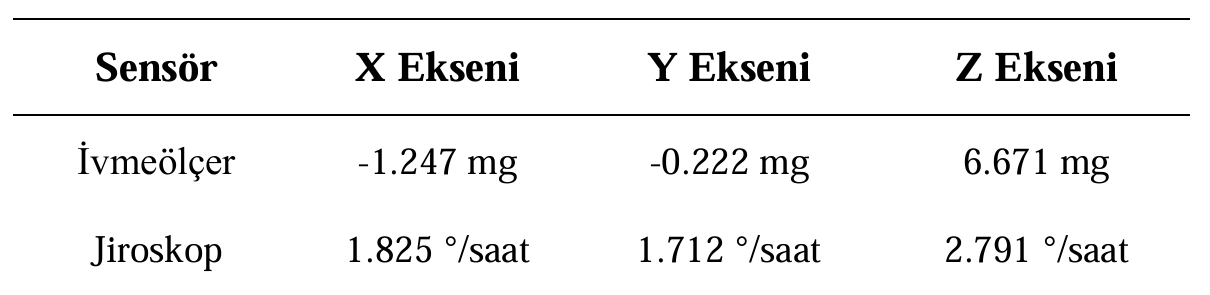 Sensör X Ekseni Y Ekseni Z Ekseni
İvmeölçer -1.247 mg -0.222 mg 6.671 mg
Jiroskop 1.825 °/saat 1.712 °/saat 2.791 °/saat